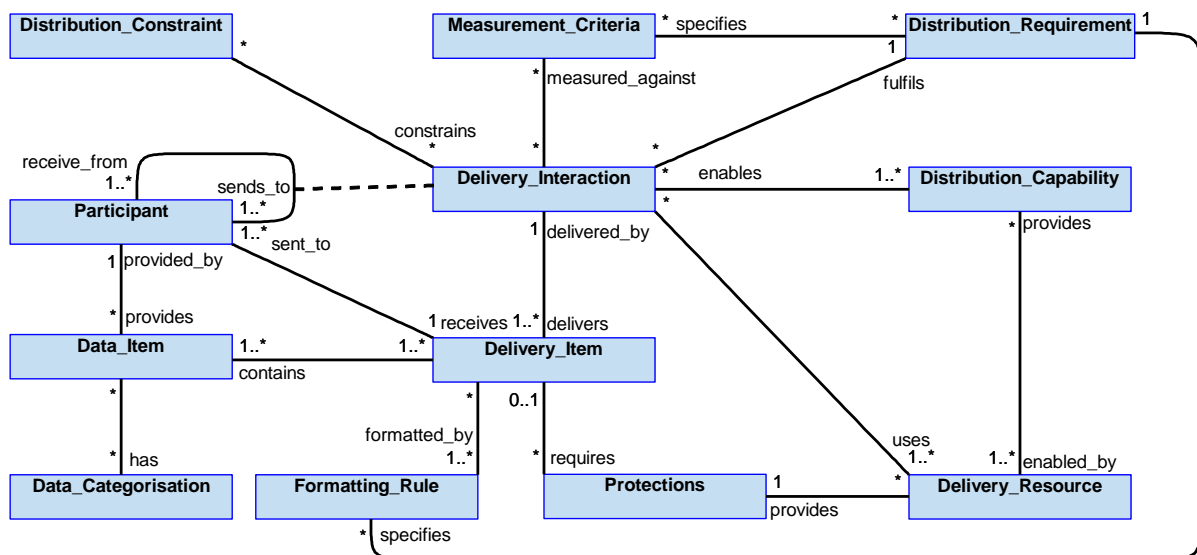 Distribution_Constraint
Measurement_Criteria
Distribution_Requirement
*
*
specifies
*
1
*
measured_against
1
fulfils
constrains
*
*
*
receive_from
1..*
sends_to
1..*
Participant
Delivery_Interaction
*
enables
1..*
Distribution_Capability
*
1..*
sent_to
1
provided_by
1
delivered_by
*
provides
*
provides
1
receives
1..*
delivers
Data_Item
1..*
contains
1..*
Delivery_Item
*
*
0..1
formatted_by
1..*
*
has
*
requires
uses
1..*
1..*
enabled_by
Data_Categorisation
Formatting_Rule
Protections
1
provides
*
Delivery_Resource
*
specifies